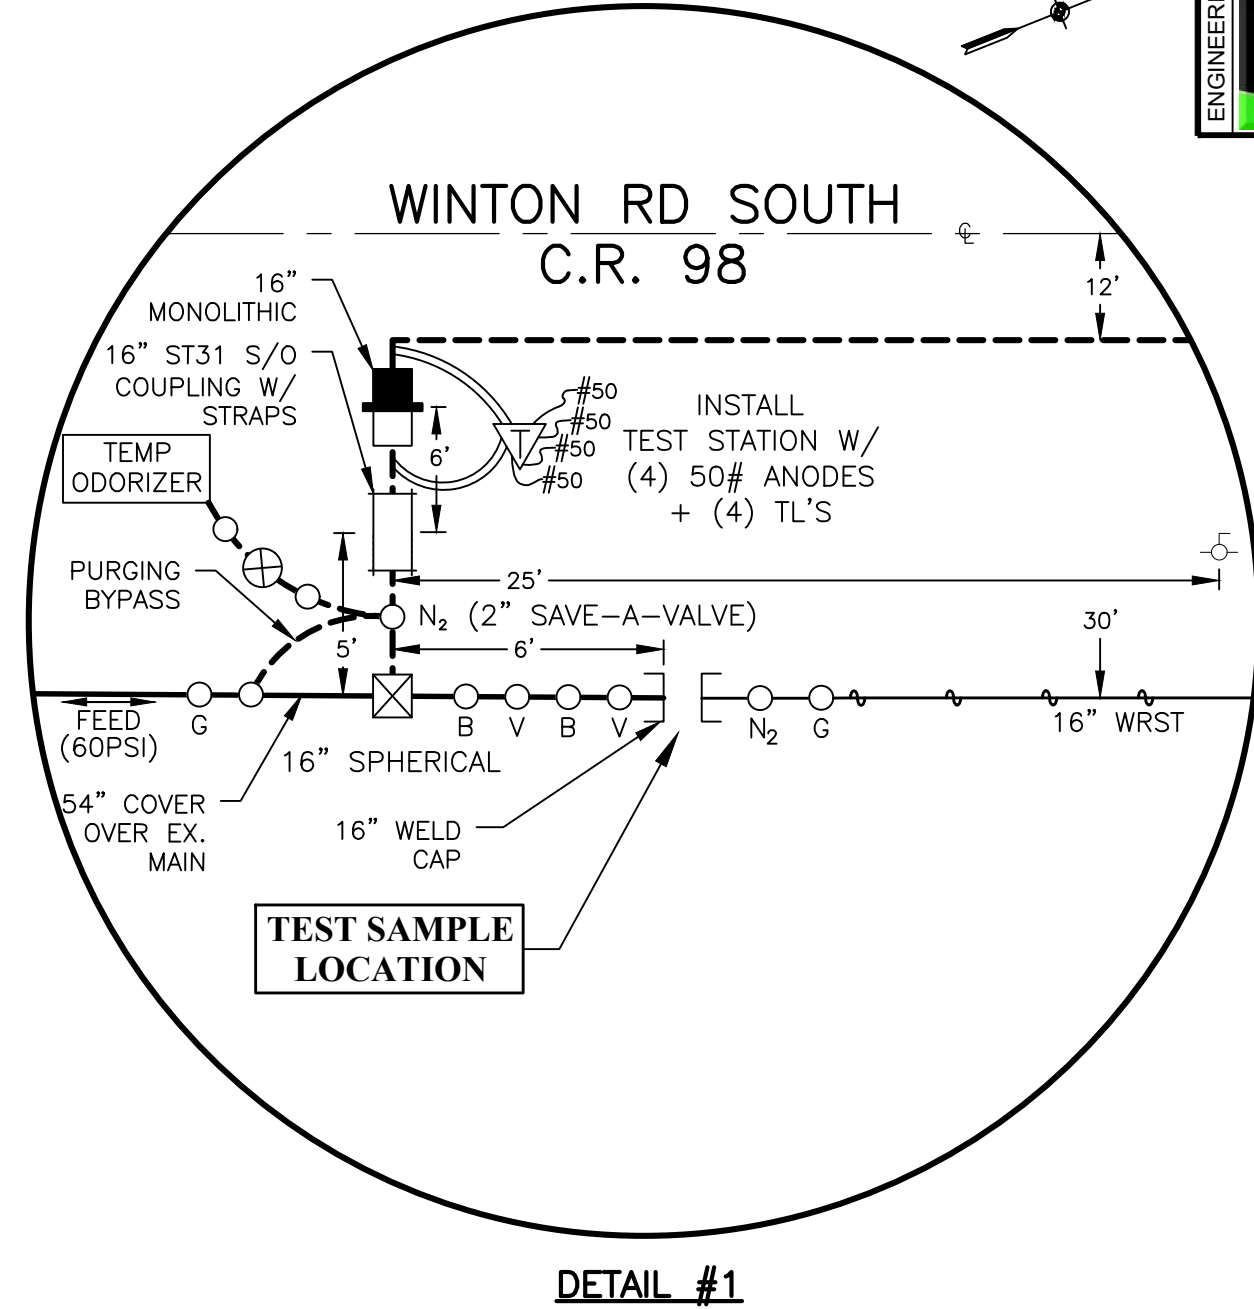 ENGINEERI
WINTON RD SOUTH
℄
C.R. 98
12'
16"
MONOLITHIC
16" ST31 S/O
COUPLING W/
STRAPS
#50
#50
#50
#50
T
6'
INSTALL
TEST STATION W/
(4) 50# ANODES
+ (4) TL'S
TEMP
ODORIZER
PURGING
BYPASS
25'
N₂ (2" SAVE-A-VALVE)
30'
5'
6'
FEED
(60PSI)
G
B
V
B
V
N₂
G
16" WRST
16" SPHERICAL
54" COVER
OVER EX.
MAIN
16" WELD
CAP
TEST SAMPLE
LOCATION
DETAIL #1